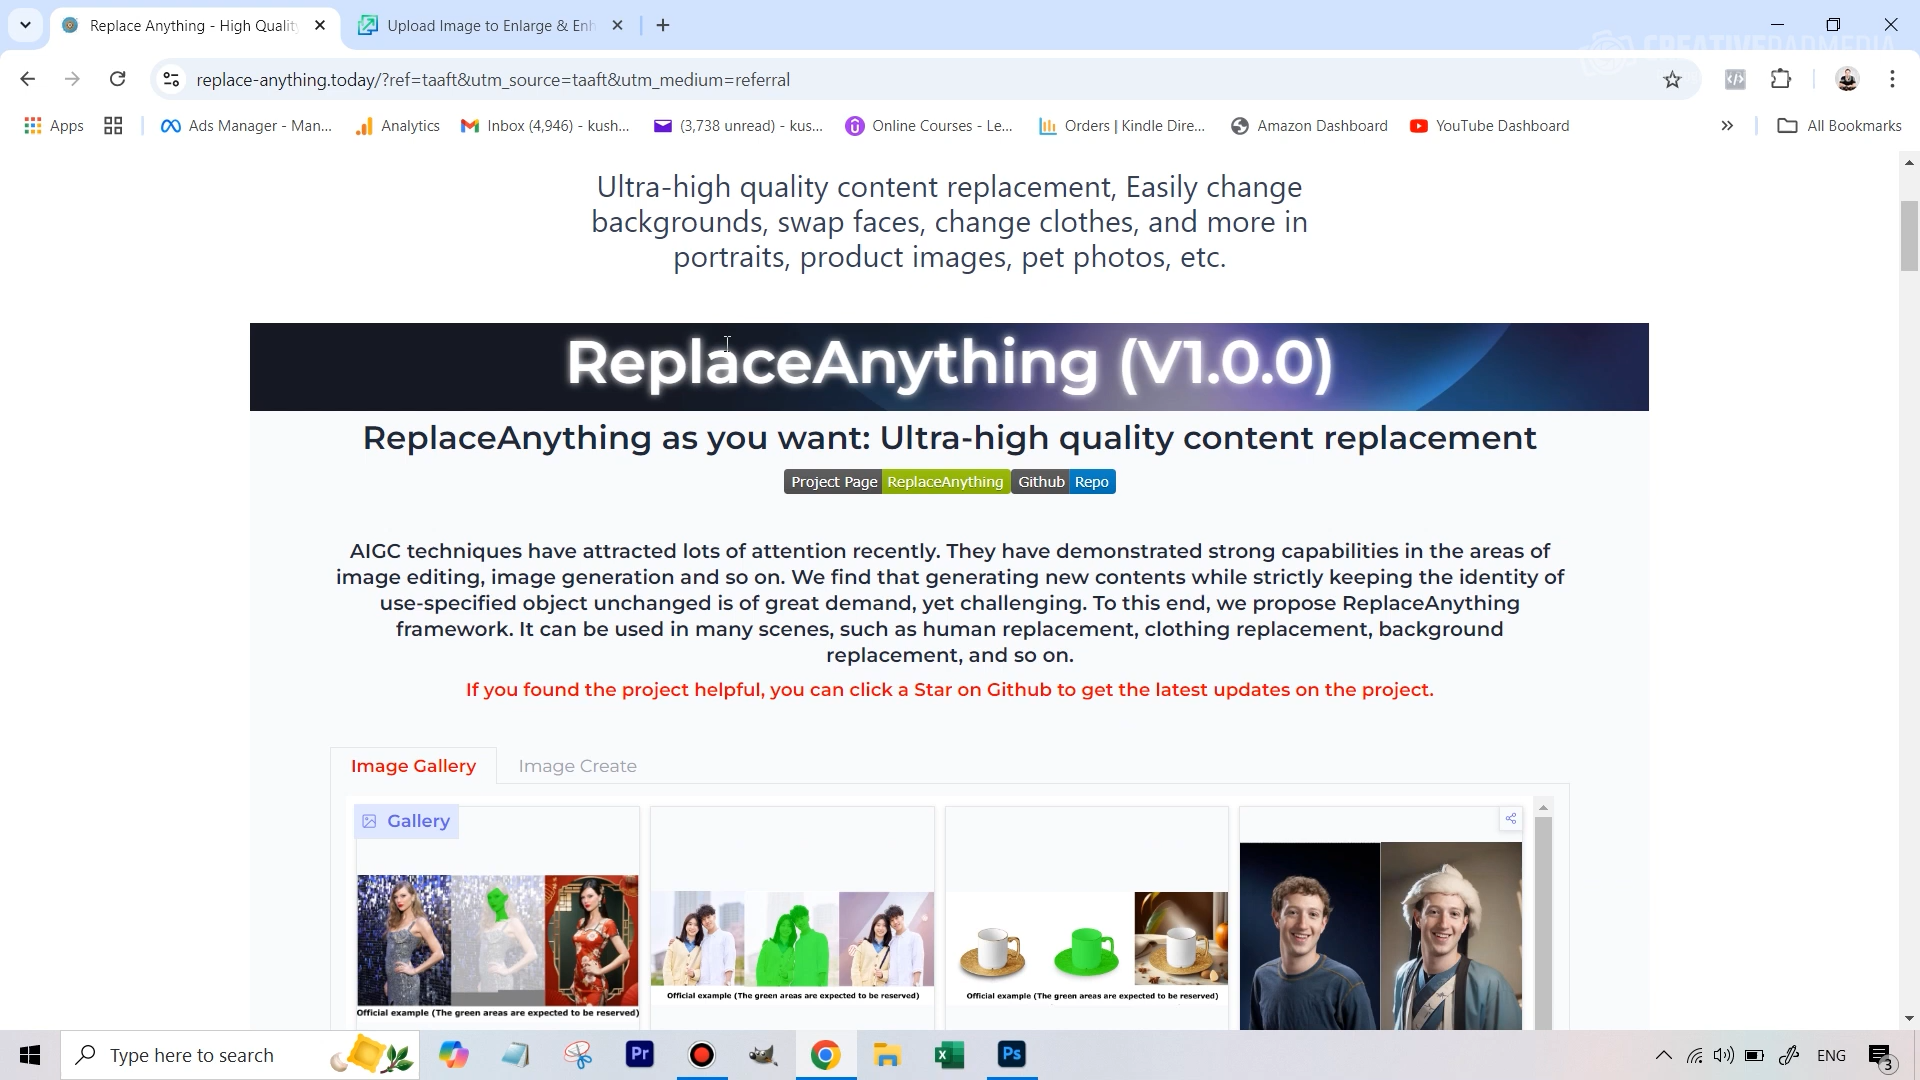 Replace Anything - High Quality
Upload Image to Enlarge & Enh
CREATIVEDADMEDIA
replace-anything.today/?ref=taaft&utm_source=taaft&utm_medium=referral
Apps
Ads Manager - Man...
Analytics
Inbox (4,946) - kush...
(3,738 unread) - kus...
Online Courses - Le...
Orders | Kindle Dire...
Amazon Dashboard
YouTube Dashboard
All Bookmarks
Ultra-high quality content replacement, Easily change
backgrounds, swap faces, change clothes, and more in
portraits, product images, pet photos, etc.
ReplaceAnything (V1.0.0)
ReplaceAnything as you want: Ultra-high quality content replacement
Project Page ReplaceAnything Github Repo
AIGC techniques have attracted lots of attention recently. They have demonstrated strong capabilities in the areas of
image editing, image generation and so on. We find that generating new contents while strictly keeping the identity of
use-specified object unchanged is of great demand, yet challenging. To this end, we propose ReplaceAnything
framework. It can be used in many scenes, such as human replacement, clothing replacement, background
replacement, and so on.
If you found the project helpful, you can click a Star on Github to get the latest updates on the project.
Image Gallery
Image Create
Gallery
Official example (The green areas are expected to be reserved)
Official example (The green areas are expected to be reserved)
Official example (The green areas are expected to be reserved)
Type here to search
Pr
Ps
ENG
3